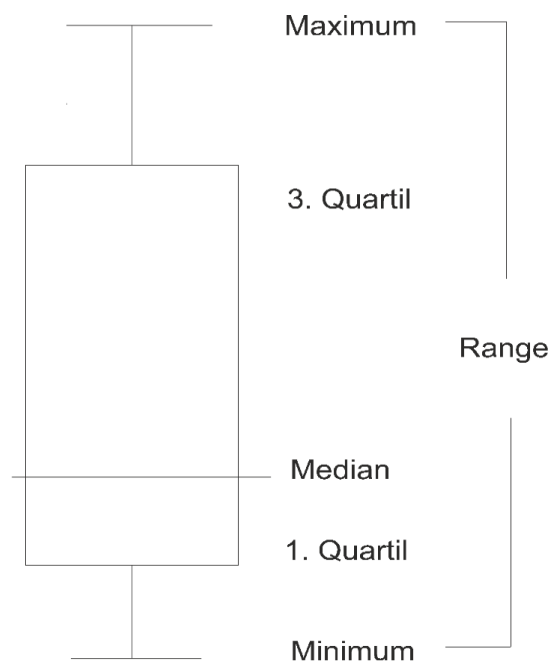 Maximum
3. Quartil
Range
Median
1. Quartil
Minimum